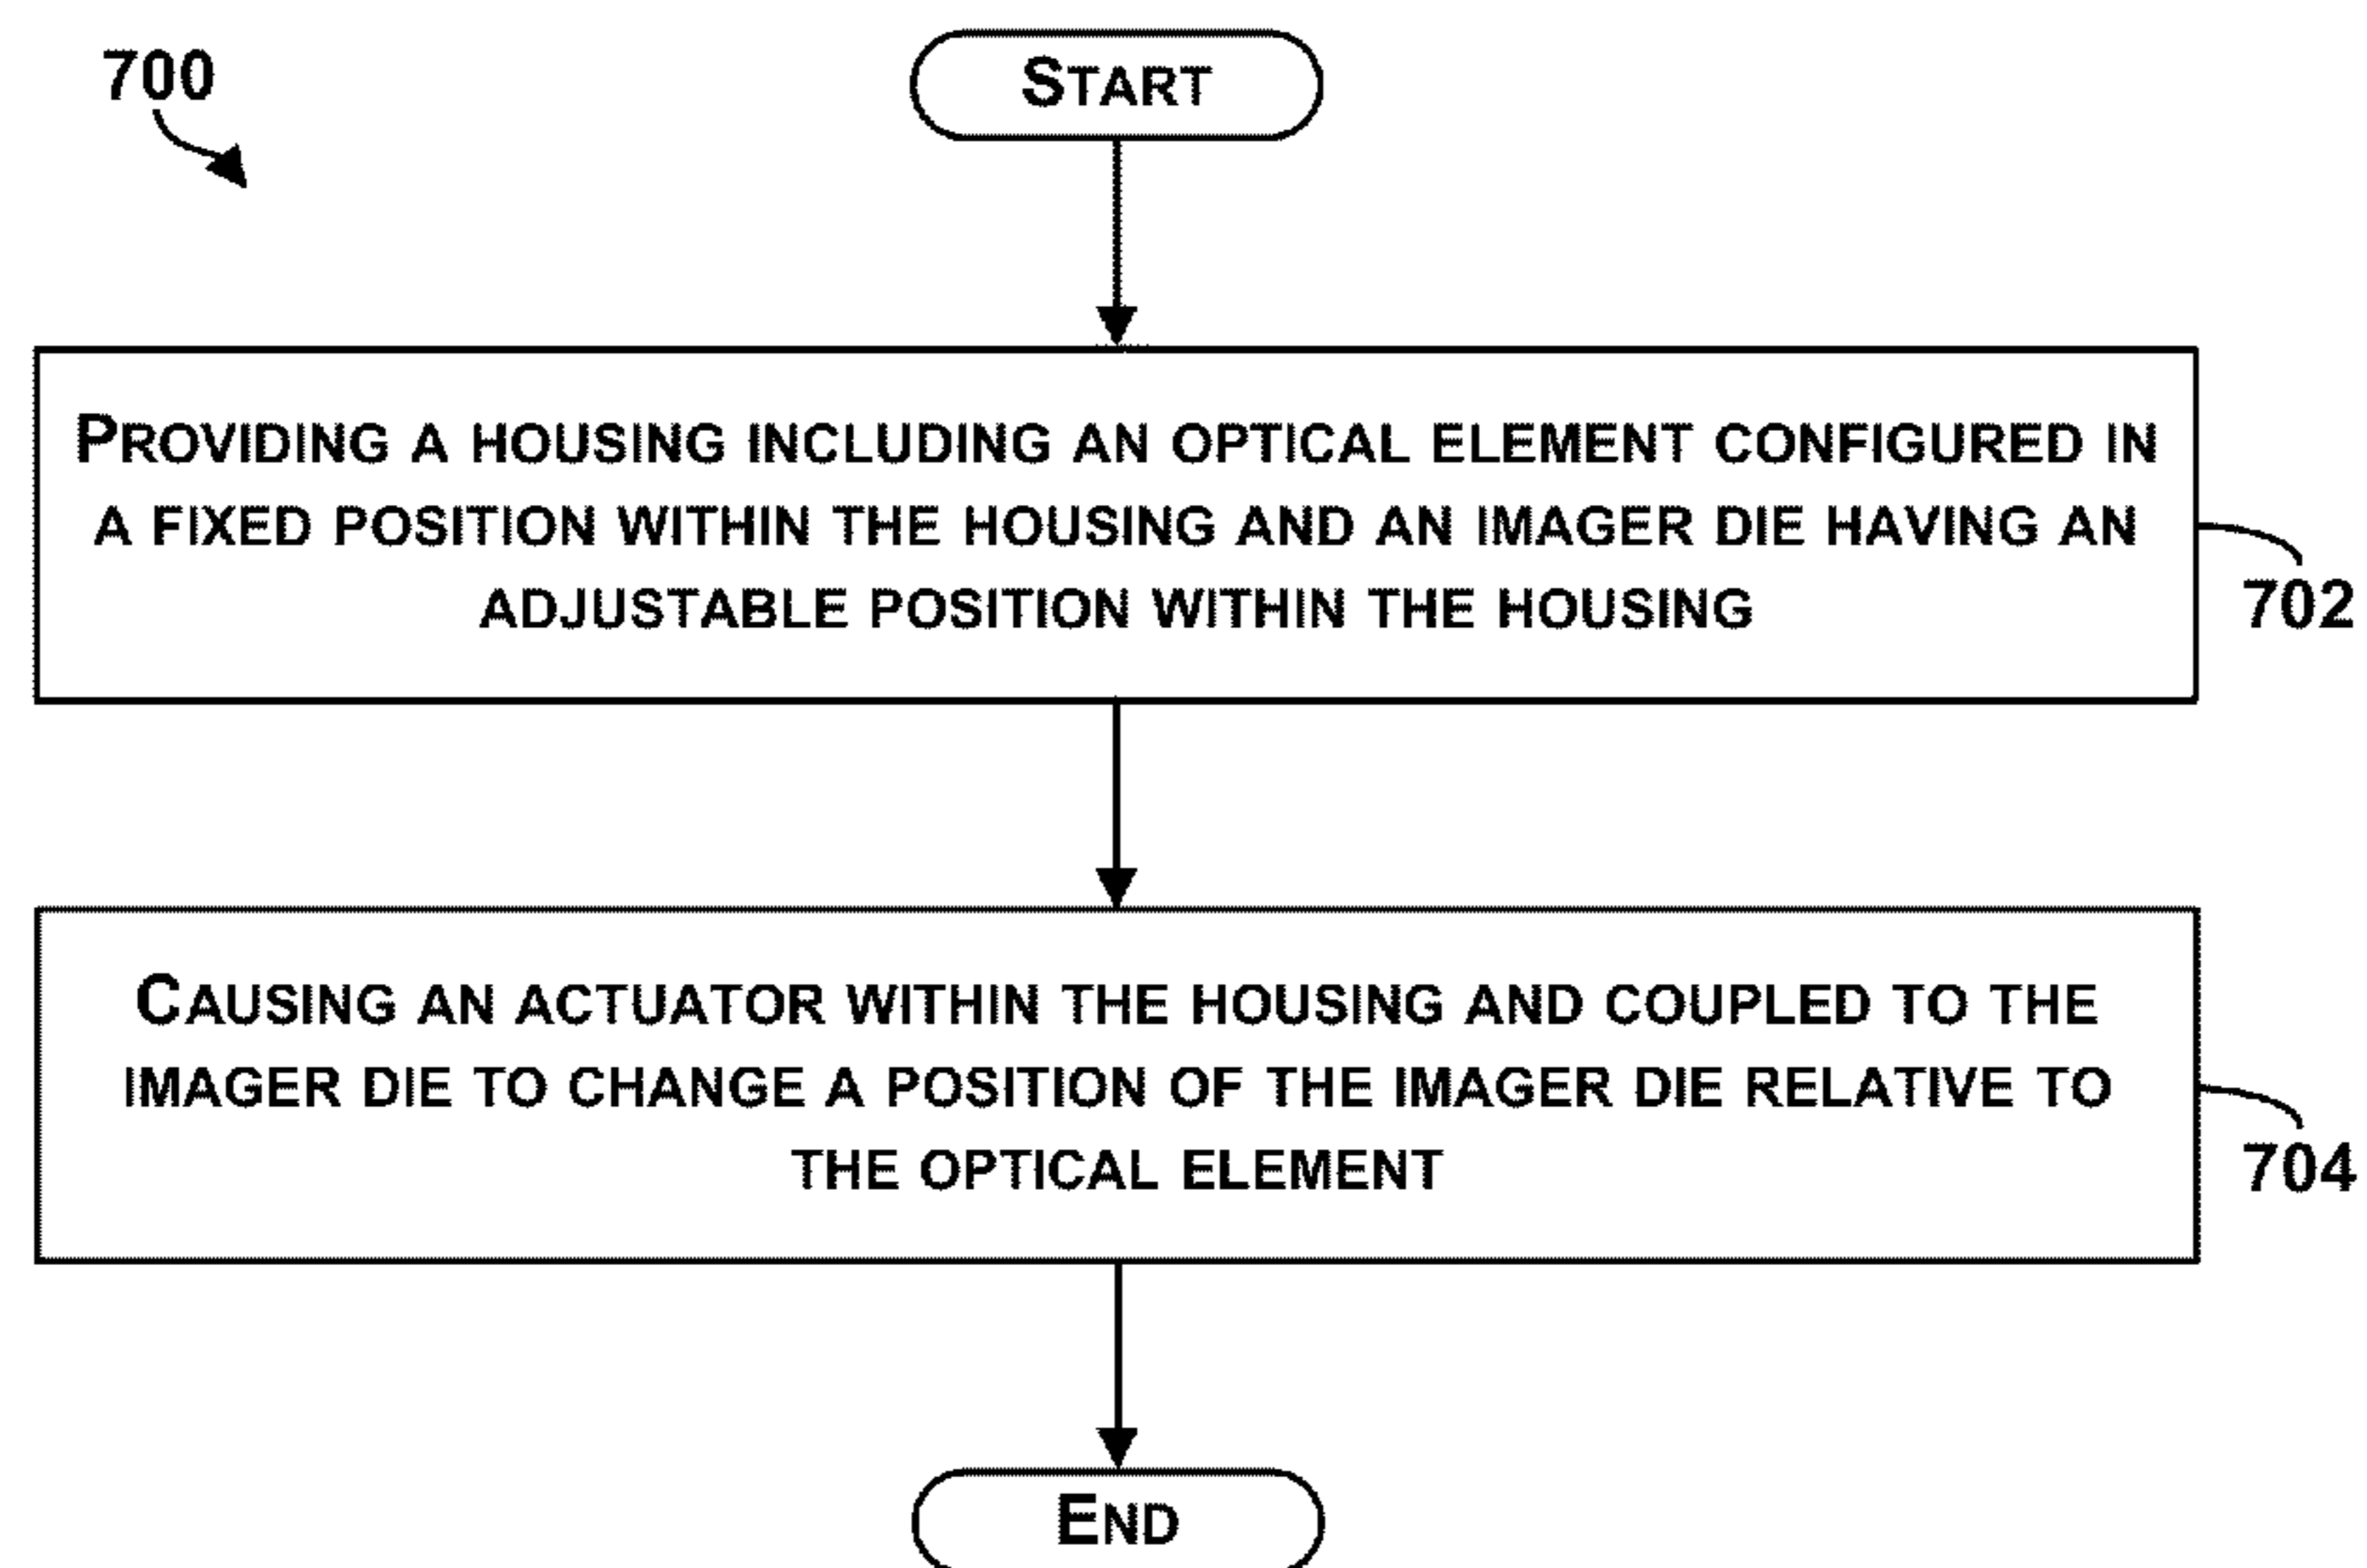 700
START
PROVIDING A HOUSING INCLUDING AN OPTICAL ELEMENT CONFIGURED IN
A FIXED POSITION WITHIN THE HOUSING AND AN IMAGER DIE HAVING AN
ADJUSTABLE POSITION WITHIN THE HOUSING
702
CAUSING AN ACTUATOR WITHIN THE HOUSING AND COUPLED TO THE
IMAGER DIE TO CHANGE A POSITION OF THE IMAGER DIE RELATIVE TO
THE OPTICAL ELEMENT
704
END